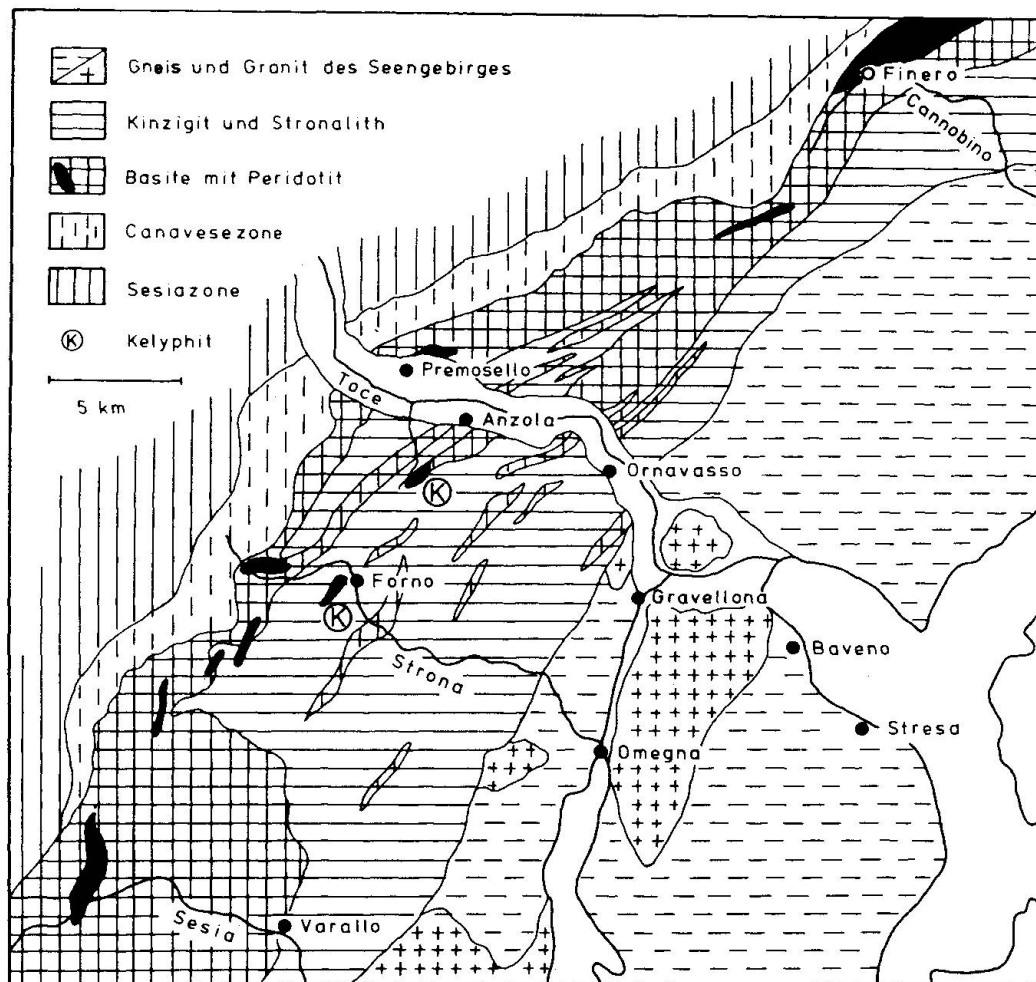 Gneis und Granit des Seengebirges
Kinzigit und Stronalith
Basite mit Peridotit
Canavesezone
Sesiazone
K Kelyphit
5 km
Finero
Cannobino
Premosello
Toce
Anzola
Ornavasso
K
Forno
K
Gravellona
Baveno
Strona
Stresa
Omegna
Sesia
Varallo